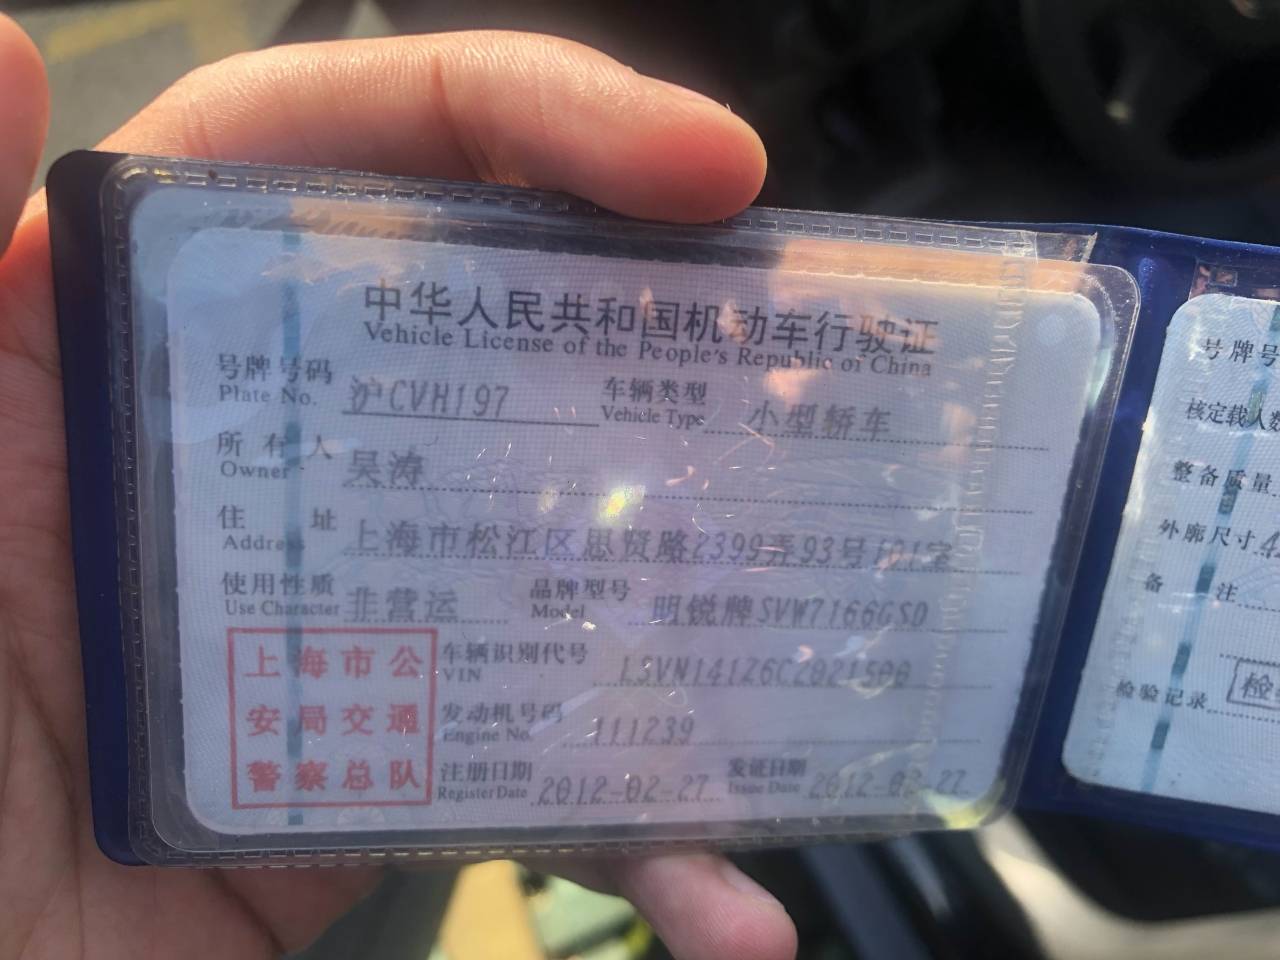 中华人民共和国机动车行驶证
Vehicle License of the People's Republic of China
号牌号码 沪CVH197 车辆类型 小型轿车
Plate No. Vehicle Type
所有人 吴涛
Owner
住址 上海市松江区思贤路2399弄93号101室
Address
使用性质 非营运 品牌型号 明锐牌SVW7166GSD
Use Character Model
上海市公
安局交通
警察总队
车辆识别代号 LSVN141Z6C2021500
VIN
发动机号码 111239
Engine No.
注册日期 2012-02-27 发证日期 2012-02-27
Register Date Issue Date
号牌号
核定载人数
整备质量
外廓尺寸 4
备注
检验记录 检